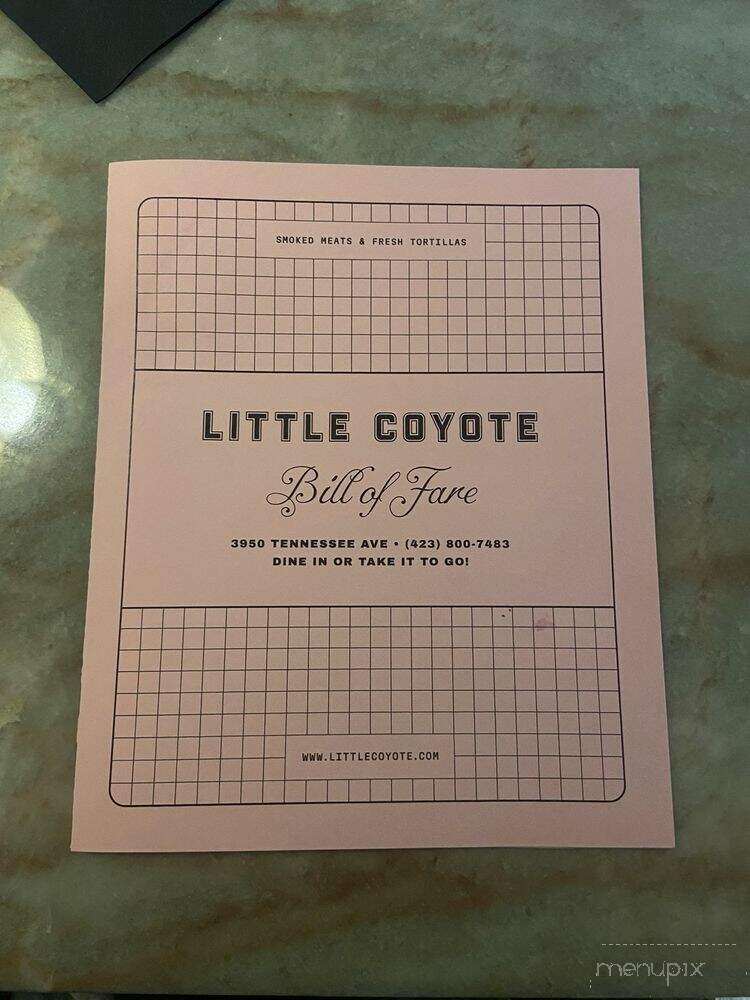 SMOKED MEATS & FRESH TORTILLAS
LITTLE COYOTE
Bill of Fare
3950 TENNESSEE AVE • (423) 800-7483
DINE IN OR TAKE IT TO GO!
WWW.LITTLECOYOTE.COM
menupix